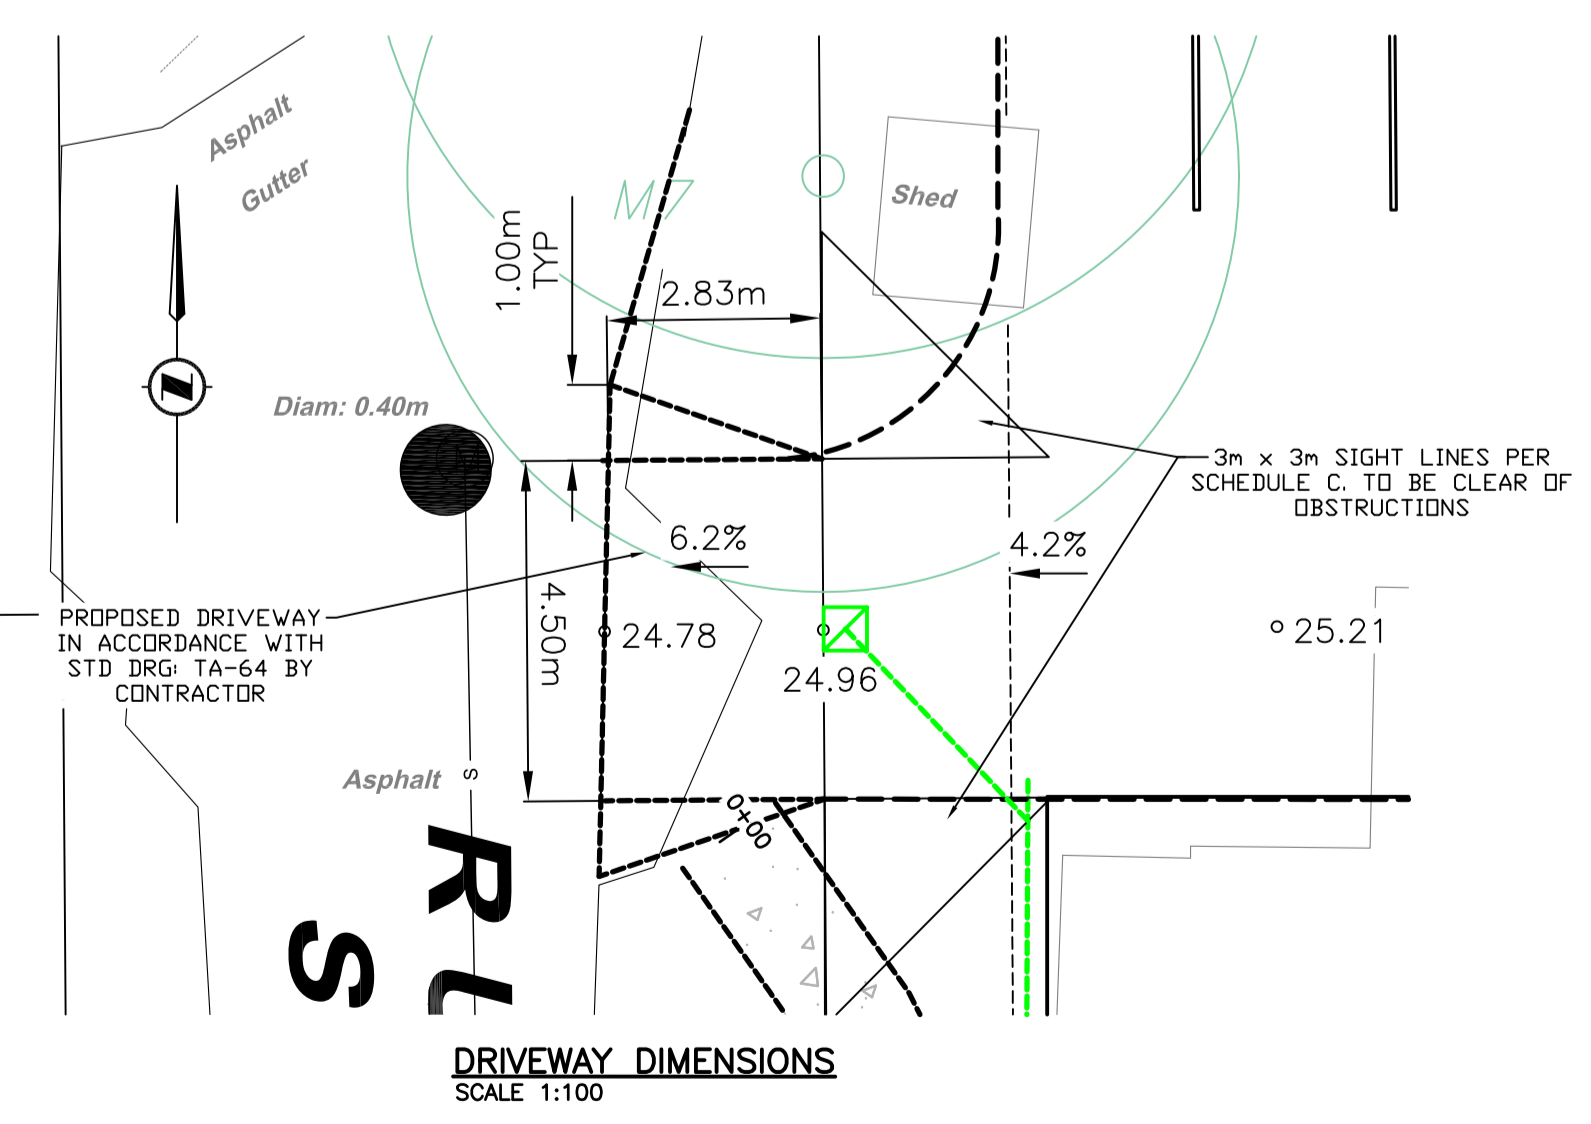 Asphalt
Gutter
M7
Shed
1.00m
TYP
2.83m
Diam: 0.40m
3m x 3m SIGHT LINES PER
SCHEDULE C. TO BE CLEAR OF
OBSTRUCTIONS
6.2%
4.2%
PROPOSED DRIVEWAY
IN ACCORDANCE WITH
STD DRG: TA-64 BY
CONTRACTOR
4.50m
24.78
24.96
25.21
Asphalt
S
0+00
R L
S
DRIVEWAY DIMENSIONS
SCALE 1:100